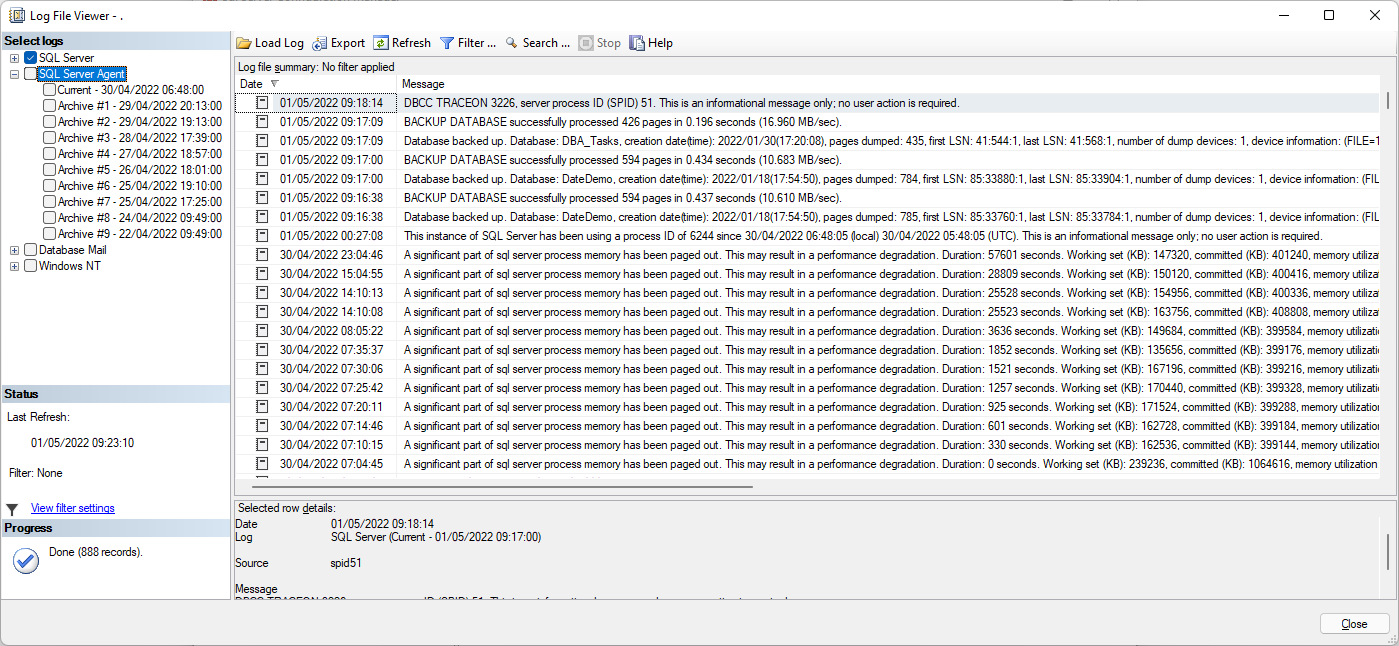 Log File Viewer - .
Select logs
SQL Server
SQL Server Agent
Current - 30/04/2022 06:48:00
Archive #1 - 29/04/2022 20:13:00
Archive #2 - 29/04/2022 19:13:00
Archive #3 - 28/04/2022 17:39:00
Archive #4 - 27/04/2022 18:57:00
Archive #5 - 26/04/2022 18:01:00
Archive #6 - 25/04/2022 19:10:00
Archive #7 - 25/04/2022 17:25:00
Archive #8 - 24/04/2022 09:49:00
Archive #9 - 22/04/2022 09:49:00
Database Mail
Windows NT
Status
Last Refresh:
01/05/2022 09:23:10
Filter: None
View filter settings
Progress
Done (888 records).
Load Log Export Refresh Filter ... Search ... Stop Help
Log file summary: No filter applied
Date Message
01/05/2022 09:18:14 DBCC TRACEON 3226, server process ID (SPID) 51. This is an informational message only; no user action is required.
01/05/2022 09:17:09 BACKUP DATABASE successfully processed 426 pages in 0.196 seconds (16.960 MB/sec).
01/05/2022 09:17:09 Database backed up. Database: DBA_Tasks, creation date(time): 2022/01/30(17:20:08), pages dumped: 435, first LSN: 41:544:1, last LSN: 41:568:1, number of dump devices: 1, device information: (FILE=1
01/05/2022 09:17:00 BACKUP DATABASE successfully processed 594 pages in 0.434 seconds (10.683 MB/sec).
01/05/2022 09:17:00 Database backed up. Database: DateDemo, creation date(time): 2022/01/18(17:54:50), pages dumped: 784, first LSN: 85:33880:1, last LSN: 85:33904:1, number of dump devices: 1, device information: (FIL
01/05/2022 09:16:38 BACKUP DATABASE successfully processed 594 pages in 0.437 seconds (10.610 MB/sec).
01/05/2022 09:16:38 Database backed up. Database: DateDemo, creation date(time): 2022/01/18(17:54:50), pages dumped: 785, first LSN: 85:33760:1, last LSN: 85:33784:1, number of dump devices: 1, device information: (FIL
01/05/2022 00:27:08 This instance of SQL Server has been using a process ID of 6244 since 30/04/2022 06:48:05 (local) 30/04/2022 05:48:05 (UTC). This is an informational message only; no user action is required.
30/04/2022 23:04:46 A significant part of sql server process memory has been paged out. This may result in a performance degradation. Duration: 57601 seconds. Working set (KB): 147320, committed (KB): 401240, memory utiliza
30/04/2022 15:04:55 A significant part of sql server process memory has been paged out. This may result in a performance degradation. Duration: 28809 seconds. Working set (KB): 150120, committed (KB): 400416, memory utiliza
30/04/2022 14:10:13 A significant part of sql server process memory has been paged out. This may result in a performance degradation. Duration: 25528 seconds. Working set (KB): 154956, committed (KB): 400336, memory utiliza
30/04/2022 14:10:08 A significant part of sql server process memory has been paged out. This may result in a performance degradation. Duration: 25523 seconds. Working set (KB): 163756, committed (KB): 408808, memory utiliza
30/04/2022 08:05:22 A significant part of sql server process memory has been paged out. This may result in a performance degradation. Duration: 3636 seconds. Working set (KB): 149684, committed (KB): 399584, memory utilizati
30/04/2022 07:35:37 A significant part of sql server process memory has been paged out. This may result in a performance degradation. Duration: 1852 seconds. Working set (KB): 135656, committed (KB): 399176, memory utilizati
30/04/2022 07:30:06 A significant part of sql server process memory has been paged out. This may result in a performance degradation. Duration: 1521 seconds. Working set (KB): 167196, committed (KB): 399216, memory utilizati
30/04/2022 07:25:42 A significant part of sql server process memory has been paged out. This may result in a performance degradation. Duration: 1257 seconds. Working set (KB): 170440, committed (KB): 399328, memory utilizati
30/04/2022 07:20:11 A significant part of sql server process memory has been paged out. This may result in a performance degradation. Duration: 925 seconds. Working set (KB): 171524, committed (KB): 399288, memory utilization
30/04/2022 07:14:46 A significant part of sql server process memory has been paged out. This may result in a performance degradation. Duration: 601 seconds. Working set (KB): 162728, committed (KB): 399184, memory utilization
30/04/2022 07:10:15 A significant part of sql server process memory has been paged out. This may result in a performance degradation. Duration: 330 seconds. Working set (KB): 162536, committed (KB): 399144, memory utilization
30/04/2022 07:04:45 A significant part of sql server process memory has been paged out. This may result in a performance degradation. Duration: 0 seconds. Working set (KB): 239236, committed (KB): 1064616, memory utilization
Selected row details:
Date 01/05/2022 09:18:14
Log SQL Server (Current - 01/05/2022 09:17:00)
Source spid51
Message
Close